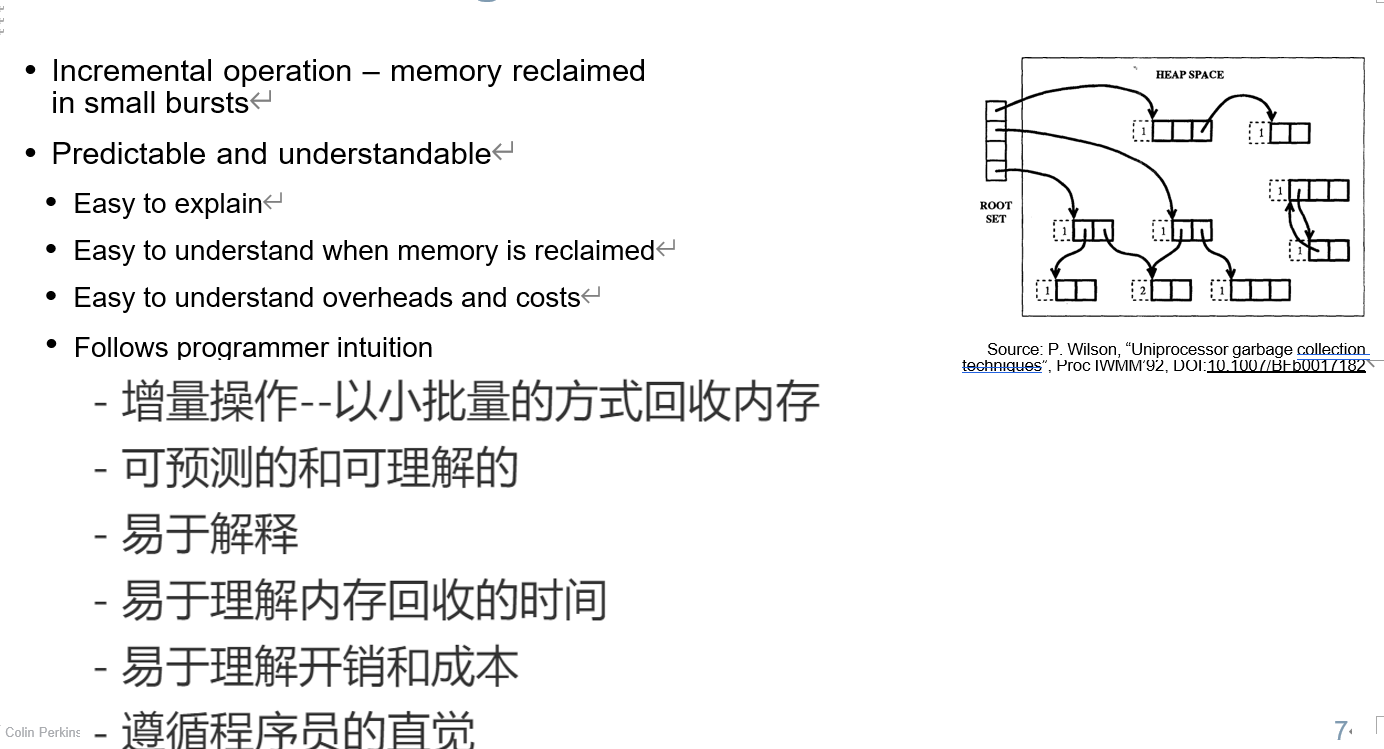 • Incremental operation – memory reclaimed
in small bursts↵
• Predictable and understandable↵
• Easy to explain↵
• Easy to understand when memory is reclaimed↵
• Easy to understand overheads and costs↵
• Follows programmer intuition
HEAP SPACE
1
1
1
ROOT
SET
1
1
1
1
2
1
Source: P. Wilson, “Uniprocessor garbage collection
techniques”, Proc IWMM’92, DOI:10.1007/BFb0017182
- 增量操作--以小批量的方式回收内存
- 可预测的和可理解的
- 易于解释
- 易于理解内存回收的时间
- 易于理解开销和成本
- 遵循程序员的直觉
Colin Perkins
7